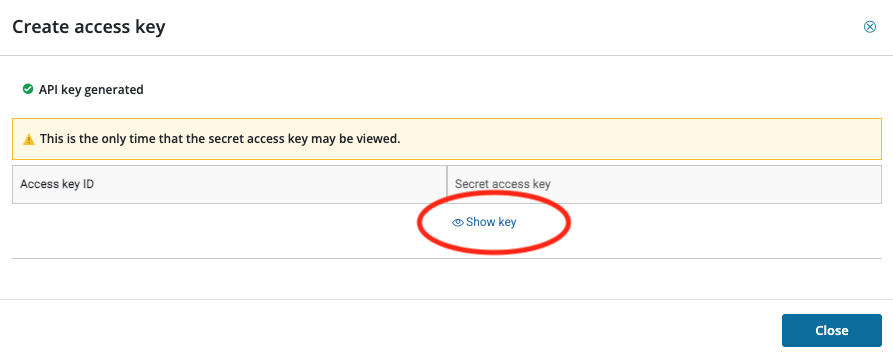 Create access key
API key generated
This is the only time that the secret access key may be viewed.
Access key ID
Secret access key
Show key
Close